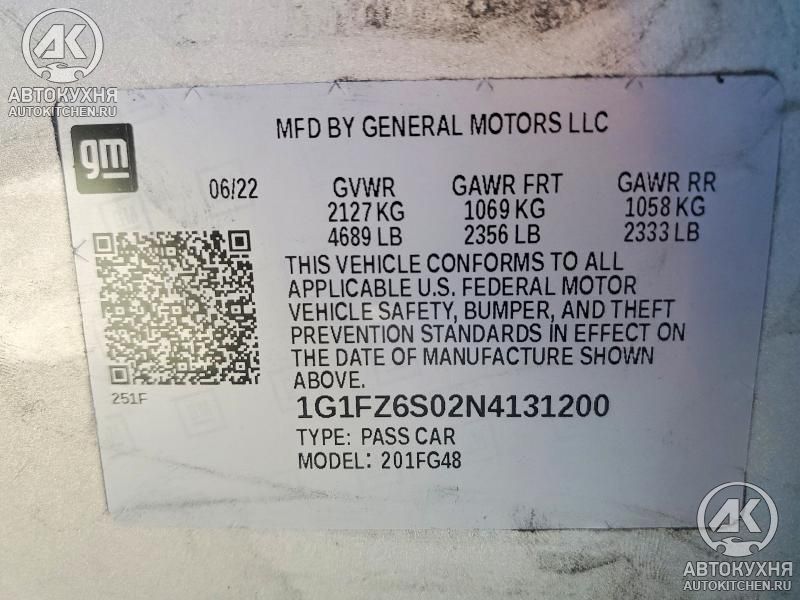 AK
АВТОКУХНЯ
AUTOKITCHEN.RU
gm
MFD BY GENERAL MOTORS LLC
06/22 GVWR GAWR FRT GAWR RR
2127 KG 1069 KG 1058 KG
4689 LB 2356 LB 2333 LB
THIS VEHICLE CONFORMS TO ALL
APPLICABLE U.S. FEDERAL MOTOR
VEHICLE SAFETY, BUMPER, AND THEFT
PREVENTION STANDARDS IN EFFECT ON
THE DATE OF MANUFACTURE SHOWN
ABOVE.
251F
1G1FZ6S02N4131200
TYPE: PASS CAR
MODEL: 201FG48
AK
АВТОКУХНЯ
AUTOKITCHEN.RU